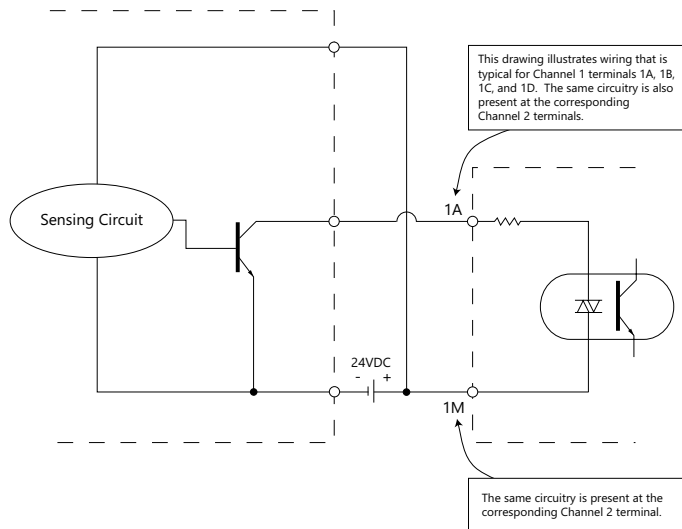 This drawing illustrates wiring that is
typical for Channel 1 terminals 1A, 1B,
1C, and 1D.  The same circuitry is also
present at the corresponding
Channel 2 terminals.
1A
Sensing Circuit
24VDC
- +
1M
The same circuitry is present at the
corresponding Channel 2 terminal.